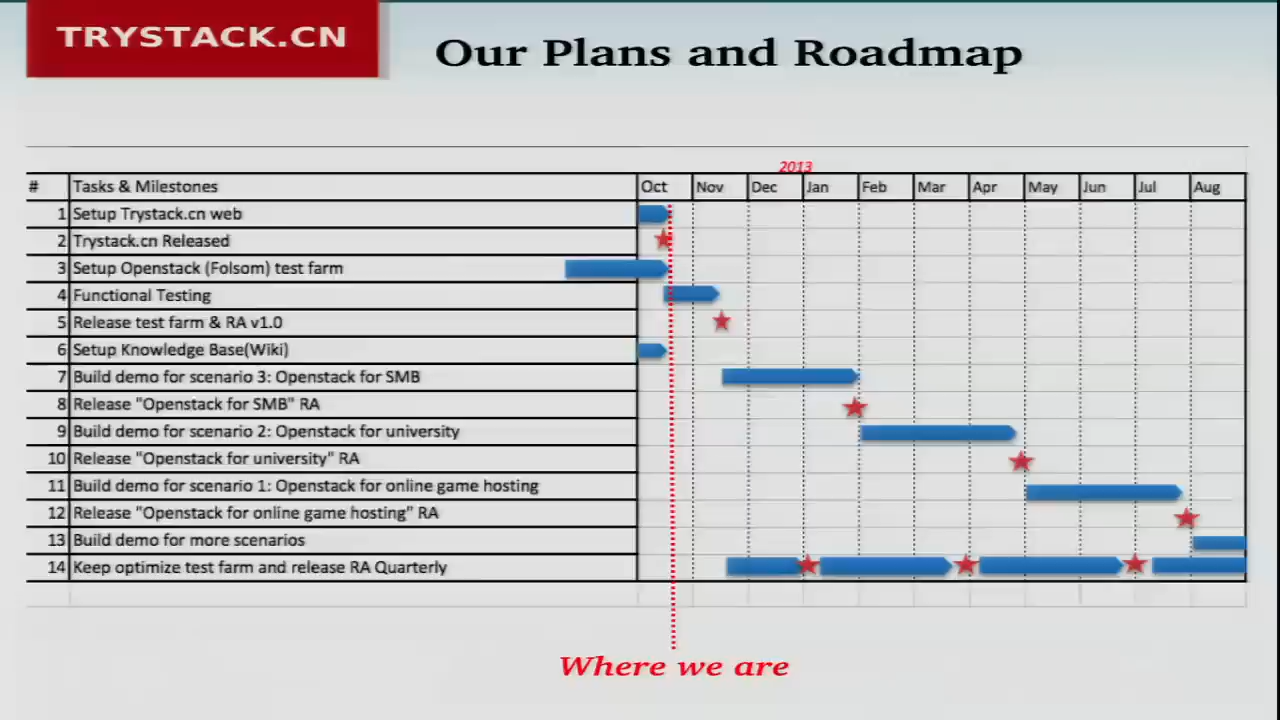 TRYSTACK.CN
Our Plans and Roadmap
2013
# Tasks & Milestones Oct Nov Dec Jan Feb Mar Apr May Jun Jul Aug
1 Setup Trystack.cn web
2 Trystack.cn Released
3 Setup Openstack (Folsom) test farm
4 Functional Testing
5 Release test farm & RA v1.0
6 Setup Knowledge Base(Wiki)
7 Build demo for scenario 3: Openstack for SMB
8 Release "Openstack for SMB" RA
9 Build demo for scenario 2: Openstack for university
10 Release "Openstack for university" RA
11 Build demo for scenario 1: Openstack for online game hosting
12 Release "Openstack for online game hosting" RA
13 Build demo for more scenarios
14 Keep optimize test farm and release RA Quarterly
Where we are